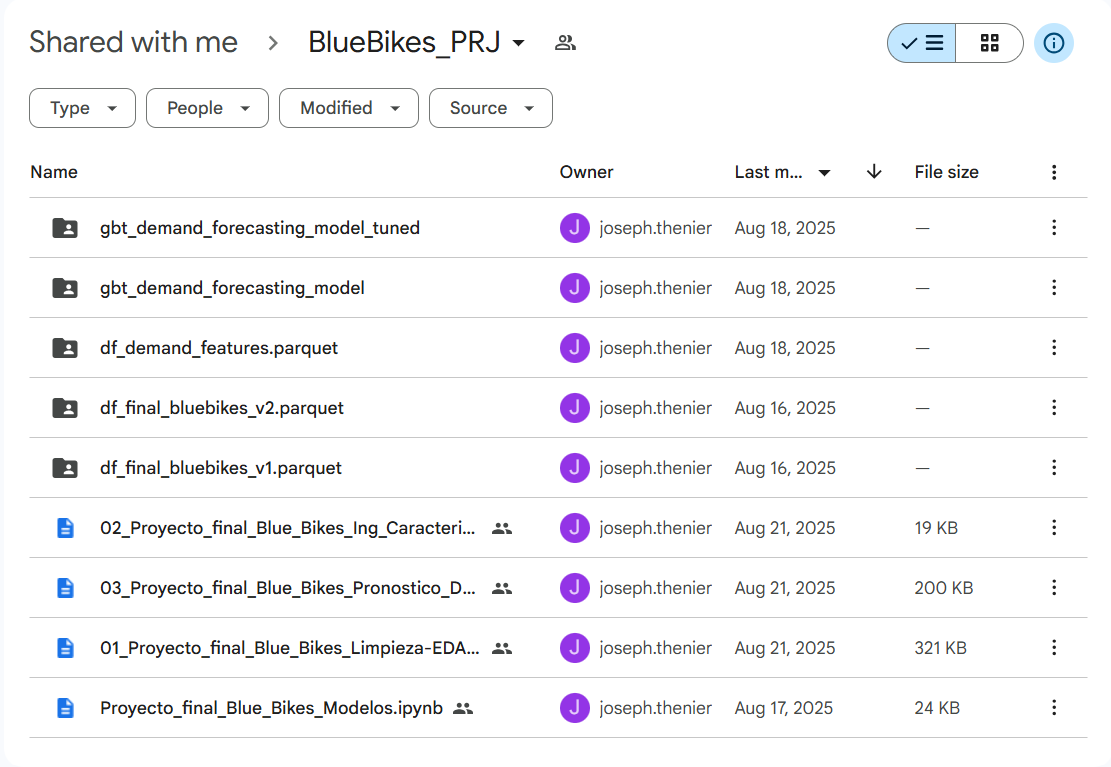 Shared with me > BlueBikes_PRJ
Type People Modified Source
Name Owner Last m... File size
gbt_demand_forecasting_model_tuned J joseph.thenier Aug 18, 2025 —
gbt_demand_forecasting_model J joseph.thenier Aug 18, 2025 —
df_demand_features.parquet J joseph.thenier Aug 18, 2025 —
df_final_bluebikes_v2.parquet J joseph.thenier Aug 16, 2025 —
df_final_bluebikes_v1.parquet J joseph.thenier Aug 16, 2025 —
02_Proyecto_final_Blue_Bikes_Ing_Caracteri... J joseph.thenier Aug 21, 2025 19 KB
03_Proyecto_final_Blue_Bikes_Pronostico_D... J joseph.thenier Aug 21, 2025 200 KB
01_Proyecto_final_Blue_Bikes_Limpieza-EDA... J joseph.thenier Aug 21, 2025 321 KB
Proyecto_final_Blue_Bikes_Modelos.ipynb J joseph.thenier Aug 17, 2025 24 KB